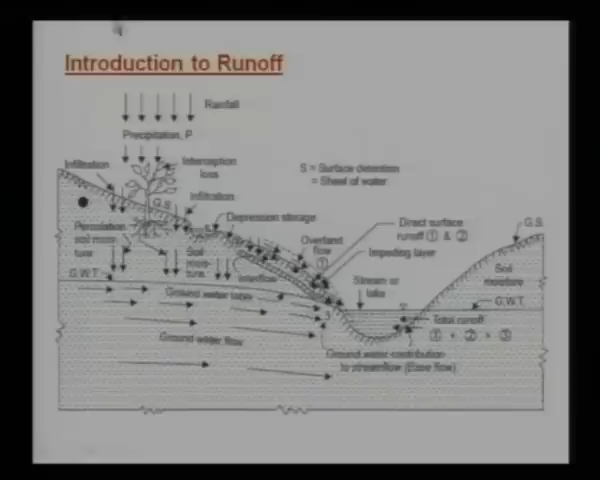 Introduction to Runoff
Rainfall
Precipitation, P
Infiltration
Interception
loss
S = Surface detention
= Sheet of water
G.S.
Infiltration
Depression storage
Percolation
soil mois-
ture
Soil
mois-
ture
Overland
flow
①
Direct surface
runoff ① & ②
Impeding layer
G.S.
G.W.T.
Interflow
Stream or
lake
Soil
moisture
G.W.T.
Ground water table
Ground water flow
3
Total runoff
① + ② + ③
Ground water contribution
to streamflow (Base flow)